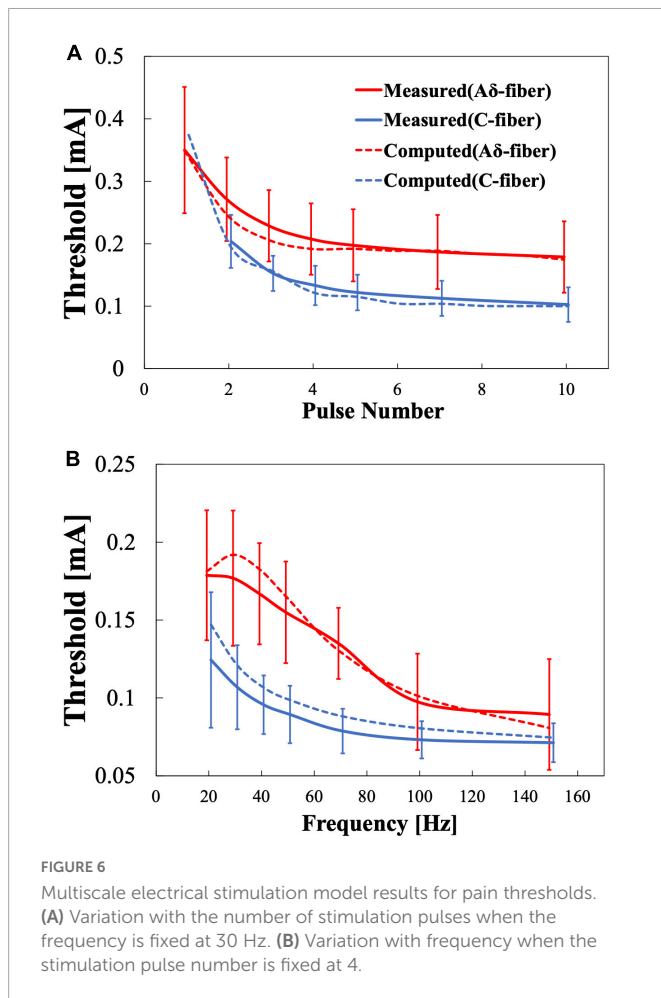 A
0.5
0.4
0.3
0.2
0.1
0
Threshold [mA]
Measured(Aδ-fiber)
Measured(C-fiber)
Computed(Aδ-fiber)
Computed(C-fiber)
0 2 4 6 8 10
Pulse Number
B
0.25
0.2
0.15
0.1
0.05
Threshold [mA]
0 20 40 60 80 100 120 140 160
Frequency [Hz]
FIGURE 6
Multiscale electrical stimulation model results for pain thresholds.
(A) Variation with the number of stimulation pulses when the
frequency is fixed at 30 Hz. (B) Variation with frequency when the
stimulation pulse number is fixed at 4.